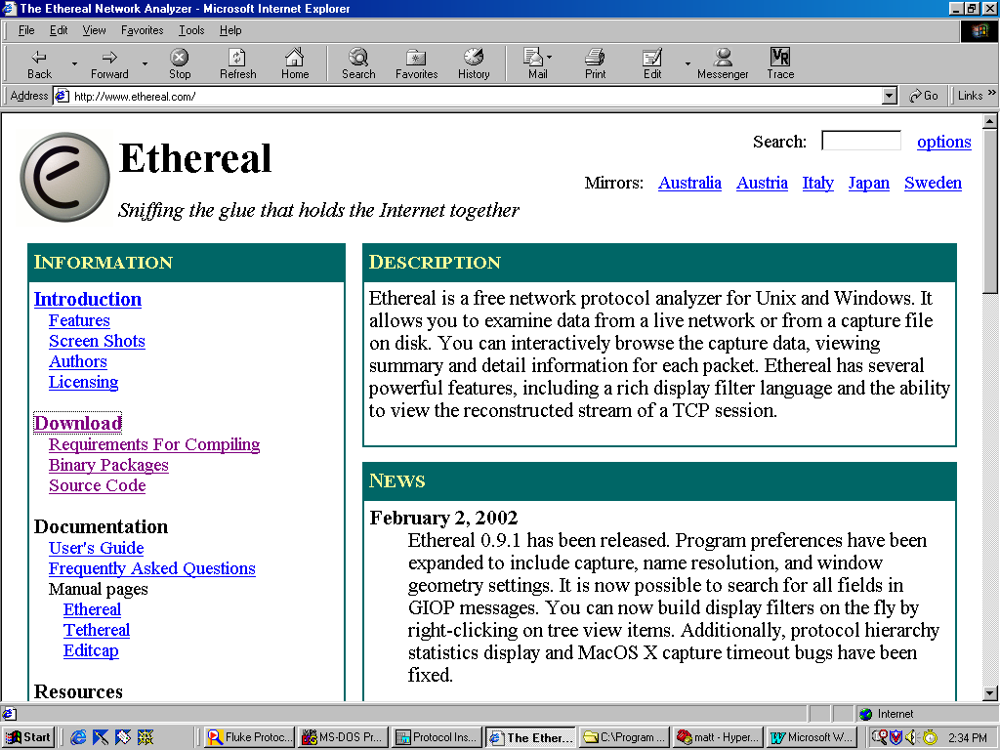 The Ethereal Network Analyzer - Microsoft Internet Explorer
File Edit View Favorites Tools Help
Back Forward Stop Refresh Home Search Favorites History Mail Print Edit Messenger Trace
Address http://www.ethereal.com/ Go Links »
Search: options
Ethereal
Mirrors: Australia Austria Italy Japan Sweden
Sniffing the glue that holds the Internet together
INFORMATION
Introduction
Features
Screen Shots
Authors
Licensing
Download
Requirements For Compiling
Binary Packages
Source Code
Documentation
User's Guide
Frequently Asked Questions
Manual pages
Ethereal
Tethereal
Editcap
Resources
DESCRIPTION
Ethereal is a free network protocol analyzer for Unix and Windows. It
allows you to examine data from a live network or from a capture file
on disk. You can interactively browse the capture data, viewing
summary and detail information for each packet. Ethereal has several
powerful features, including a rich display filter language and the ability
to view the reconstructed stream of a TCP session.
NEWS
February 2, 2002
Ethereal 0.9.1 has been released. Program preferences have been
expanded to include capture, name resolution, and window
geometry settings. It is now possible to search for all fields in
GIOP messages. You can now build display filters on the fly by
right-clicking on tree view items. Additionally, protocol hierarchy
statistics display and MacOS X capture timeout bugs have been
fixed.
Internet
Start Fluke Protoc... MS-DOS Pr... Protocol Ins... The Ether... C:\Program ... matt - Hyper... Microsoft W... 2:34 PM